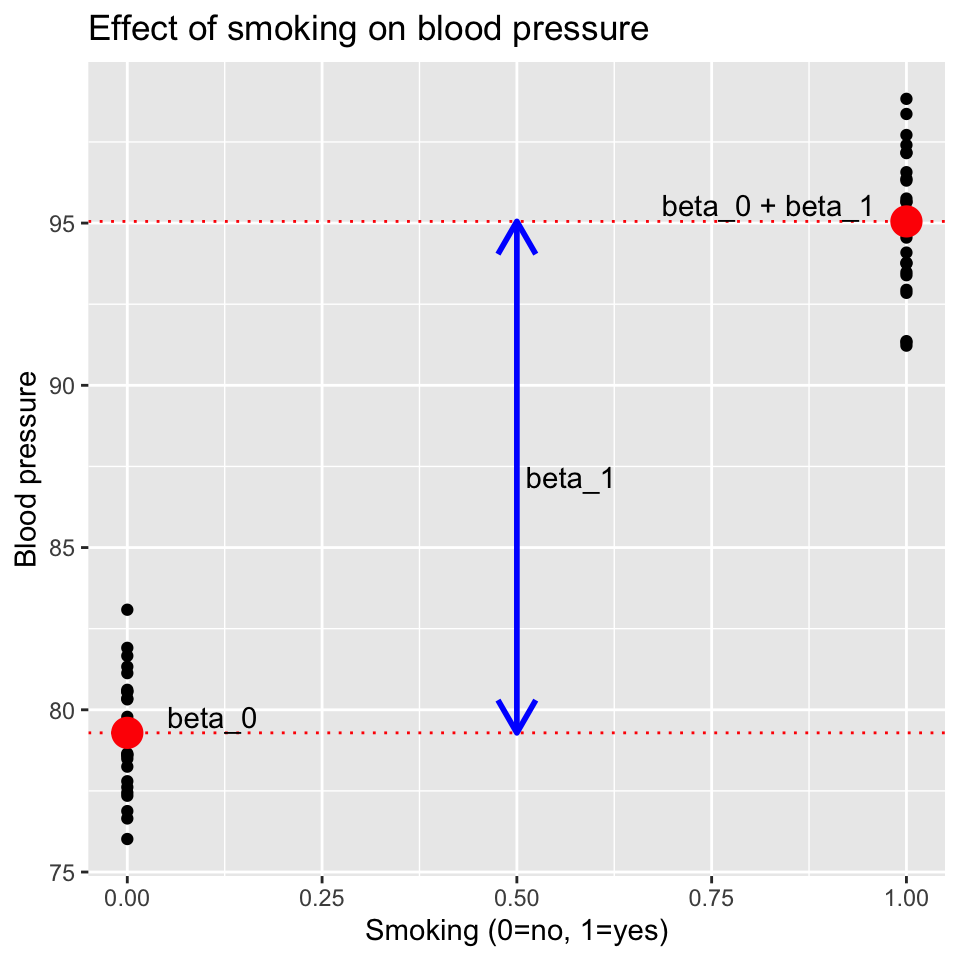 Effect of smoking on blood pressure
beta_0 + beta_1
95
90
Blood pressure
beta_1
85
80
beta_0
75
0.00 0.25 0.50 0.75 1.00
Smoking (0=no, 1=yes)